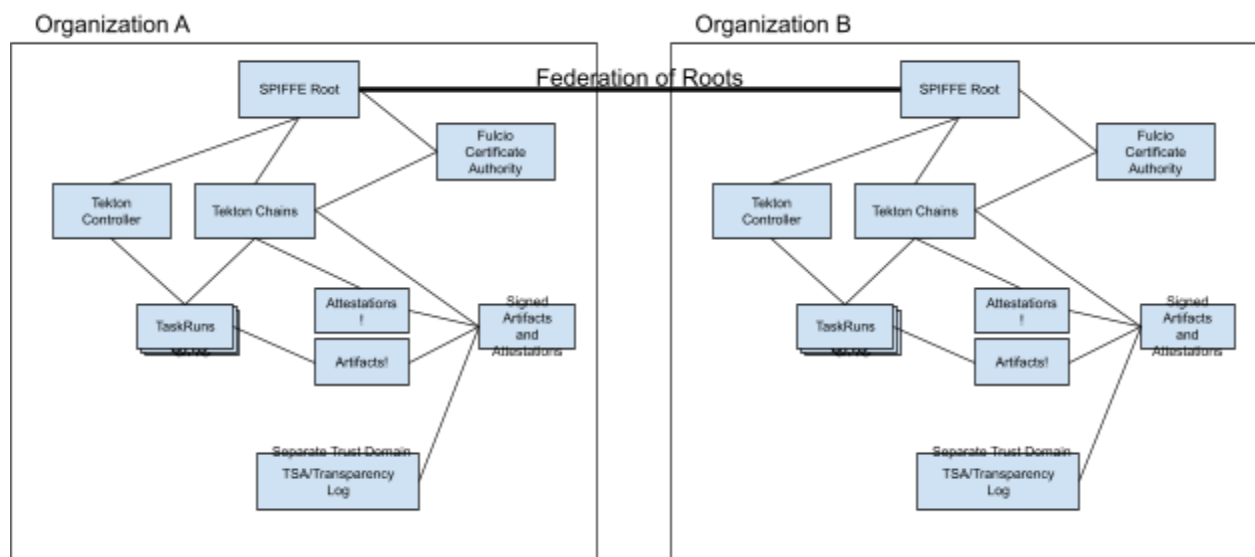 Organization A
Organization B
Federation of Roots
SPIFFE Root
Fulcio
Certificate
Authority
Tekton
Controller
Tekton Chains
TaskRuns
Attestations
!
Artifacts!
Signed
Artifacts
and
Attestations
Separate Trust Domain
TSA/Transparency
Log
SPIFFE Root
Fulcio
Certificate
Authority
Tekton
Controller
Tekton Chains
TaskRuns
Attestations
!
Artifacts!
Signed
Artifacts
and
Attestations
Separate Trust Domain
TSA/Transparency
Log